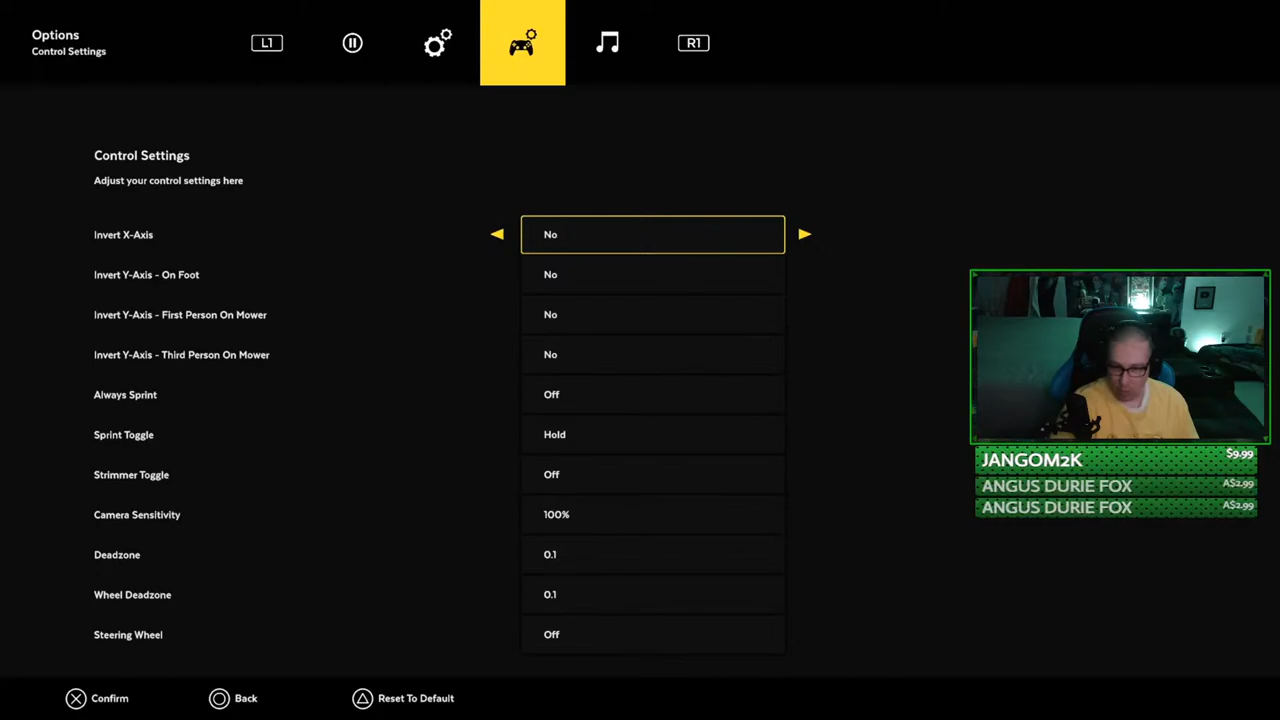 Options
Control Settings
L1
R1
Control Settings
Adjust your control settings here
Invert X-Axis No
Invert Y-Axis - On Foot No
Invert Y-Axis - First Person On Mower No
Invert Y-Axis - Third Person On Mower No
Always Sprint Off
Sprint Toggle Hold
Strimmer Toggle Off
Camera Sensitivity 100%
Deadzone 0.1
Wheel Deadzone 0.1
Steering Wheel Off
JANGOM2K $9.99
ANGUS DURIE FOX A$2.99
ANGUS DURIE FOX A$2.99
Confirm Back Reset To Default